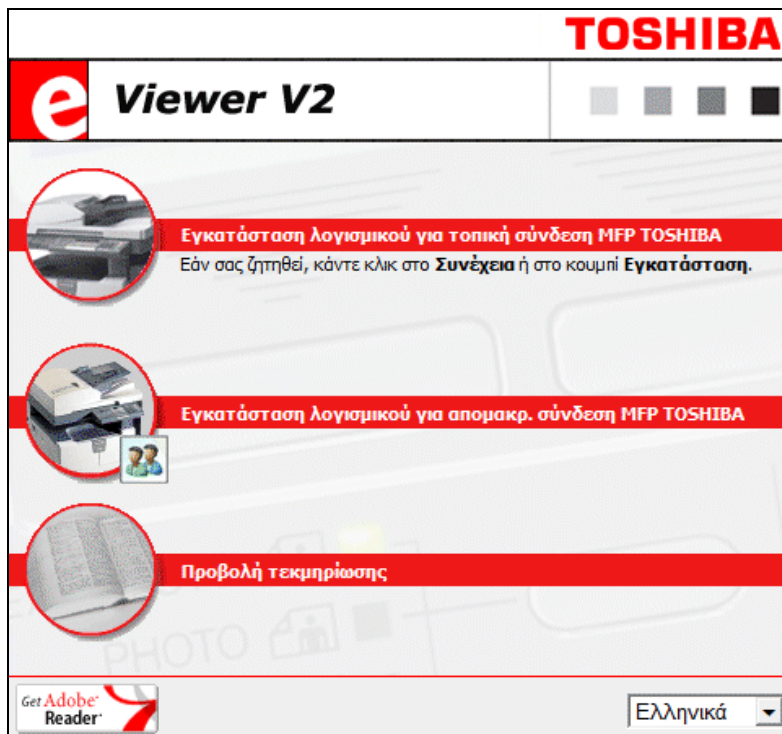 TOSHIBA
e Viewer V2
Εγκατάσταση λογισμικού για τοπική σύνδεση MFP TOSHIBA
Εάν σας ζητηθεί, κάντε κλικ στο Συνέχεια ή στο κουμπί Εγκατάσταση.
Εγκατάσταση λογισμικού για απομακρ. σύνδεση MFP TOSHIBA
Προβολή τεκμηρίωσης
PHOTO
Get Adobe
Reader
Ελληνικά